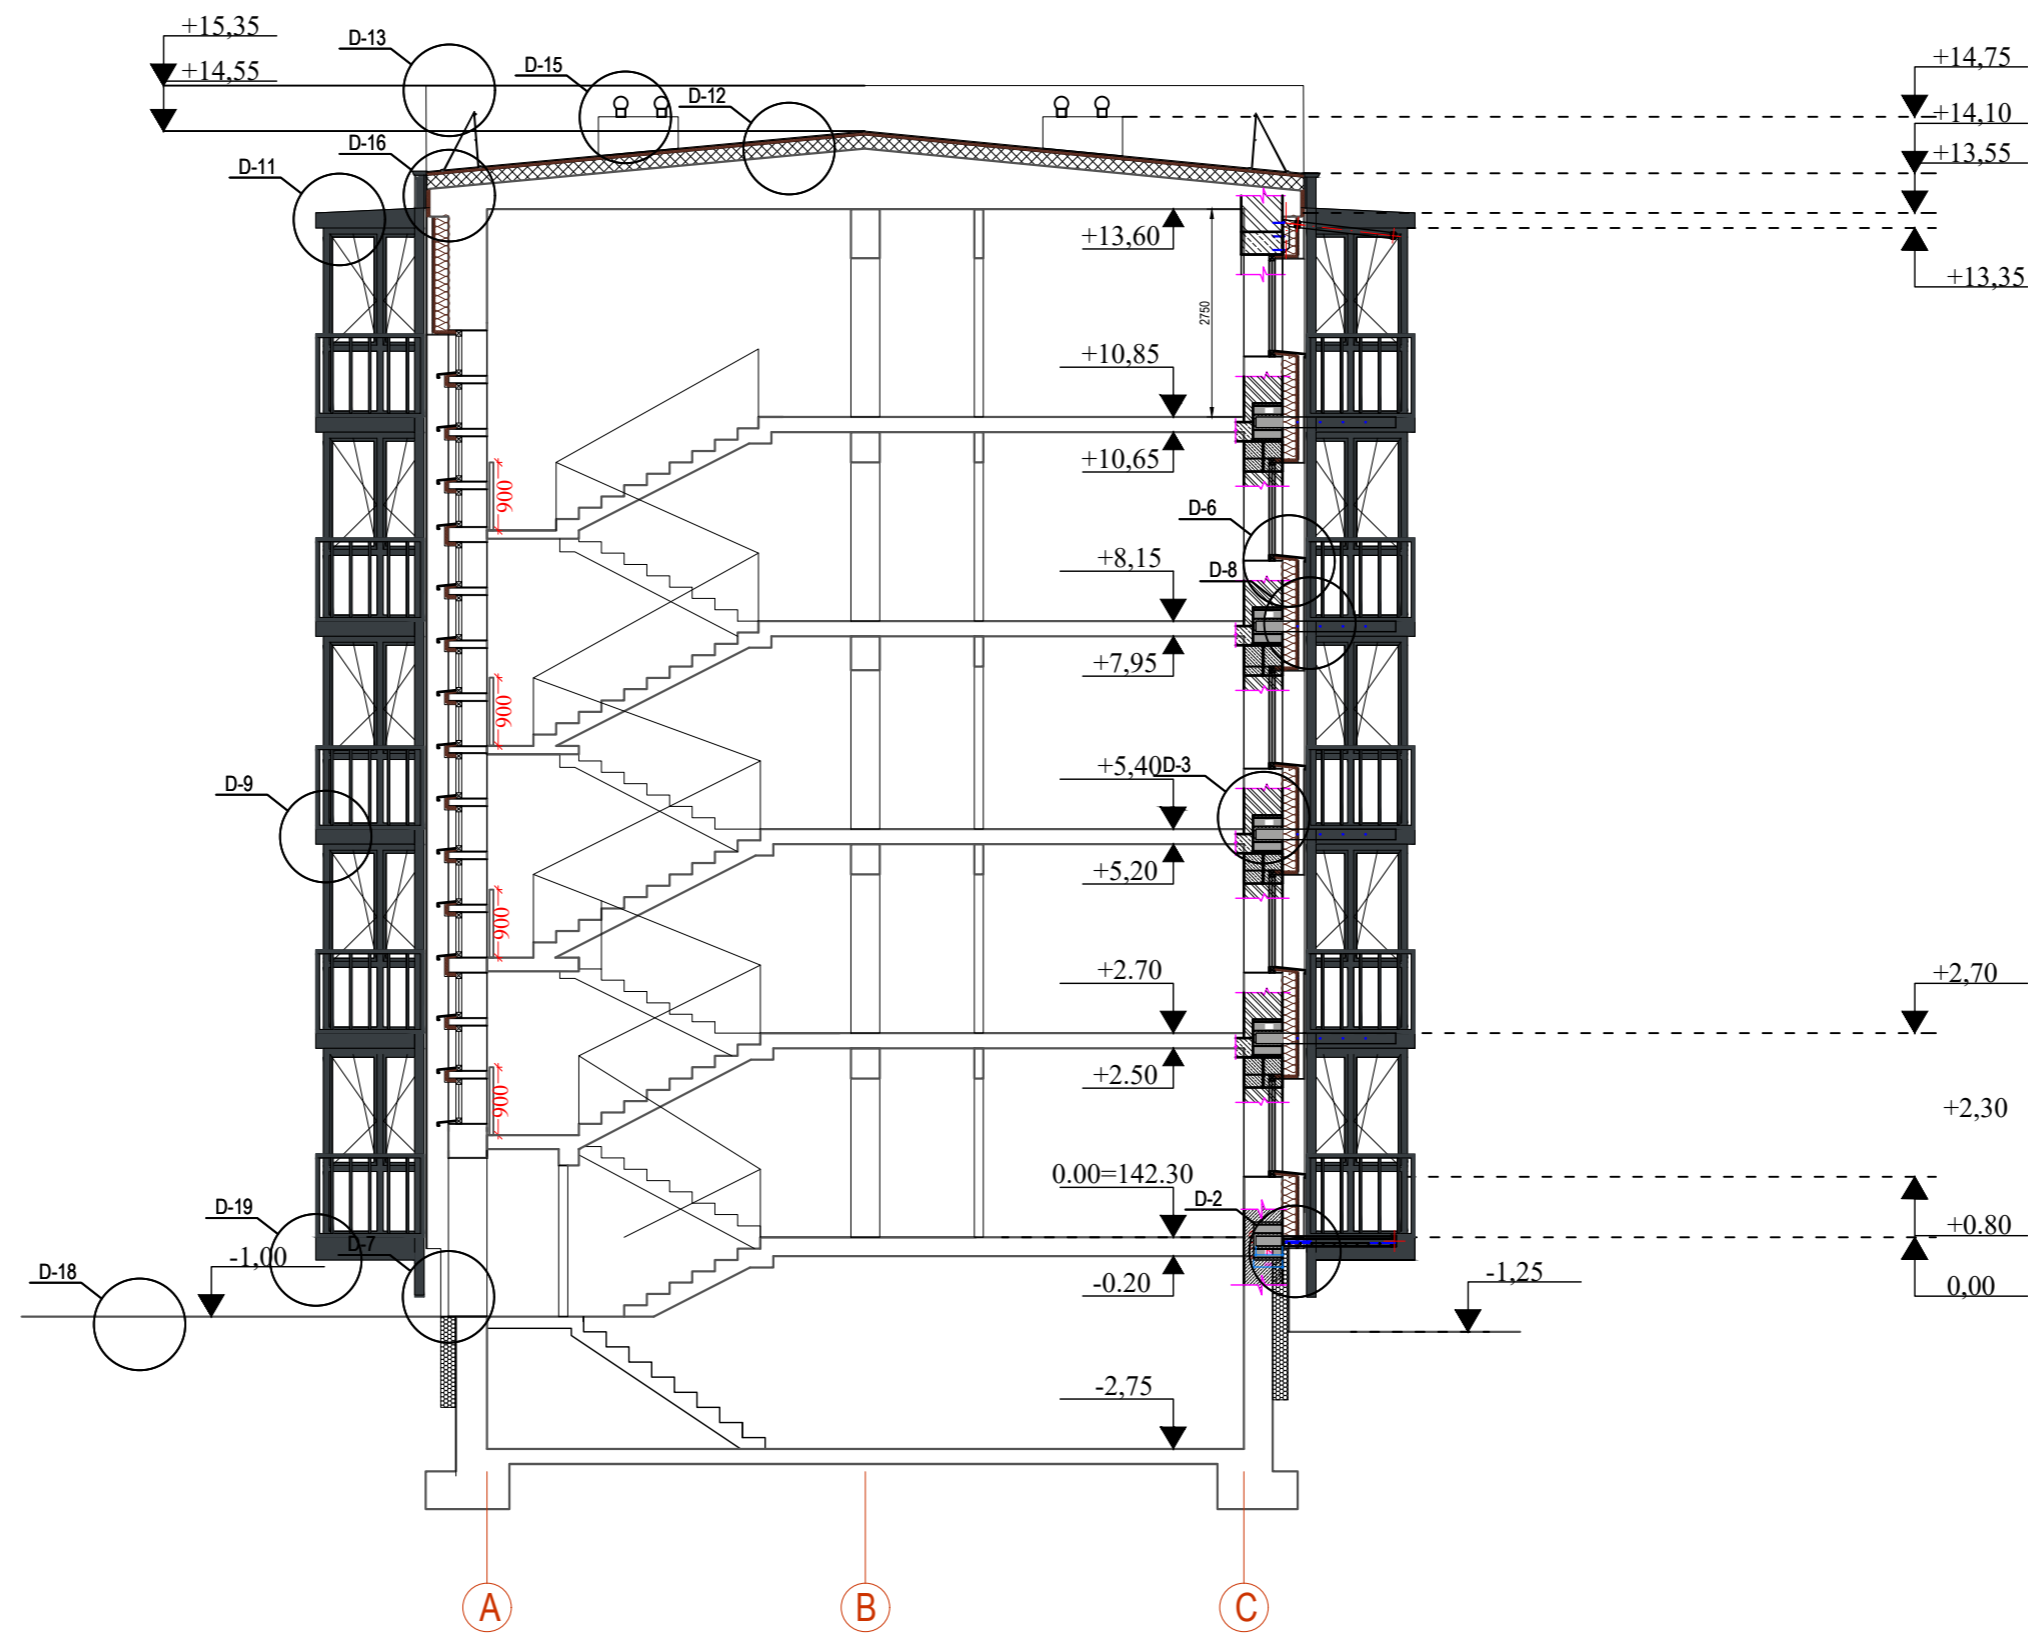 +15,35
D-13
+14,75
D-15
+14,55
D-12
+14,10
D-16
+13,55
D-11
+13,60
+13,35
2750
+10,85
+10,65
900
D-6
+8,15
D-8
+7,95
900
+5,40
D-3
D-9
+5,20
900
+2.70
+2,70
+2.50
900
+2,30
0.00=142.30
D-2
D-19
+0.80
D-7
-1,00
D-18
-0.20
-1,25
0,00
-2,75
A
B
C